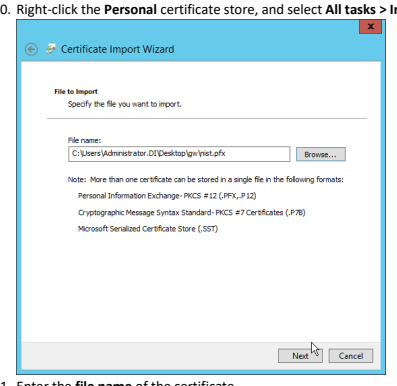 0. Right-click the Personal certificate store, and select All tasks >
x
Certificate Import Wizard
File to Import
Specify the file you want to import.
File name:
C:\Users\Administrator.DI\Desktop\gw\nist.pfx
Browse...
Note: More than one certificate can be stored in a single file in the following formats:
Personal Information Exchange- PKCS #12 (.PFX,.P12)
Cryptographic Message Syntax Standard- PKCS #7 Certificates (.P7B)
Microsoft Serialized Certificate Store (.SST)
Next Cancel
1. Enter the file name of the certificate.